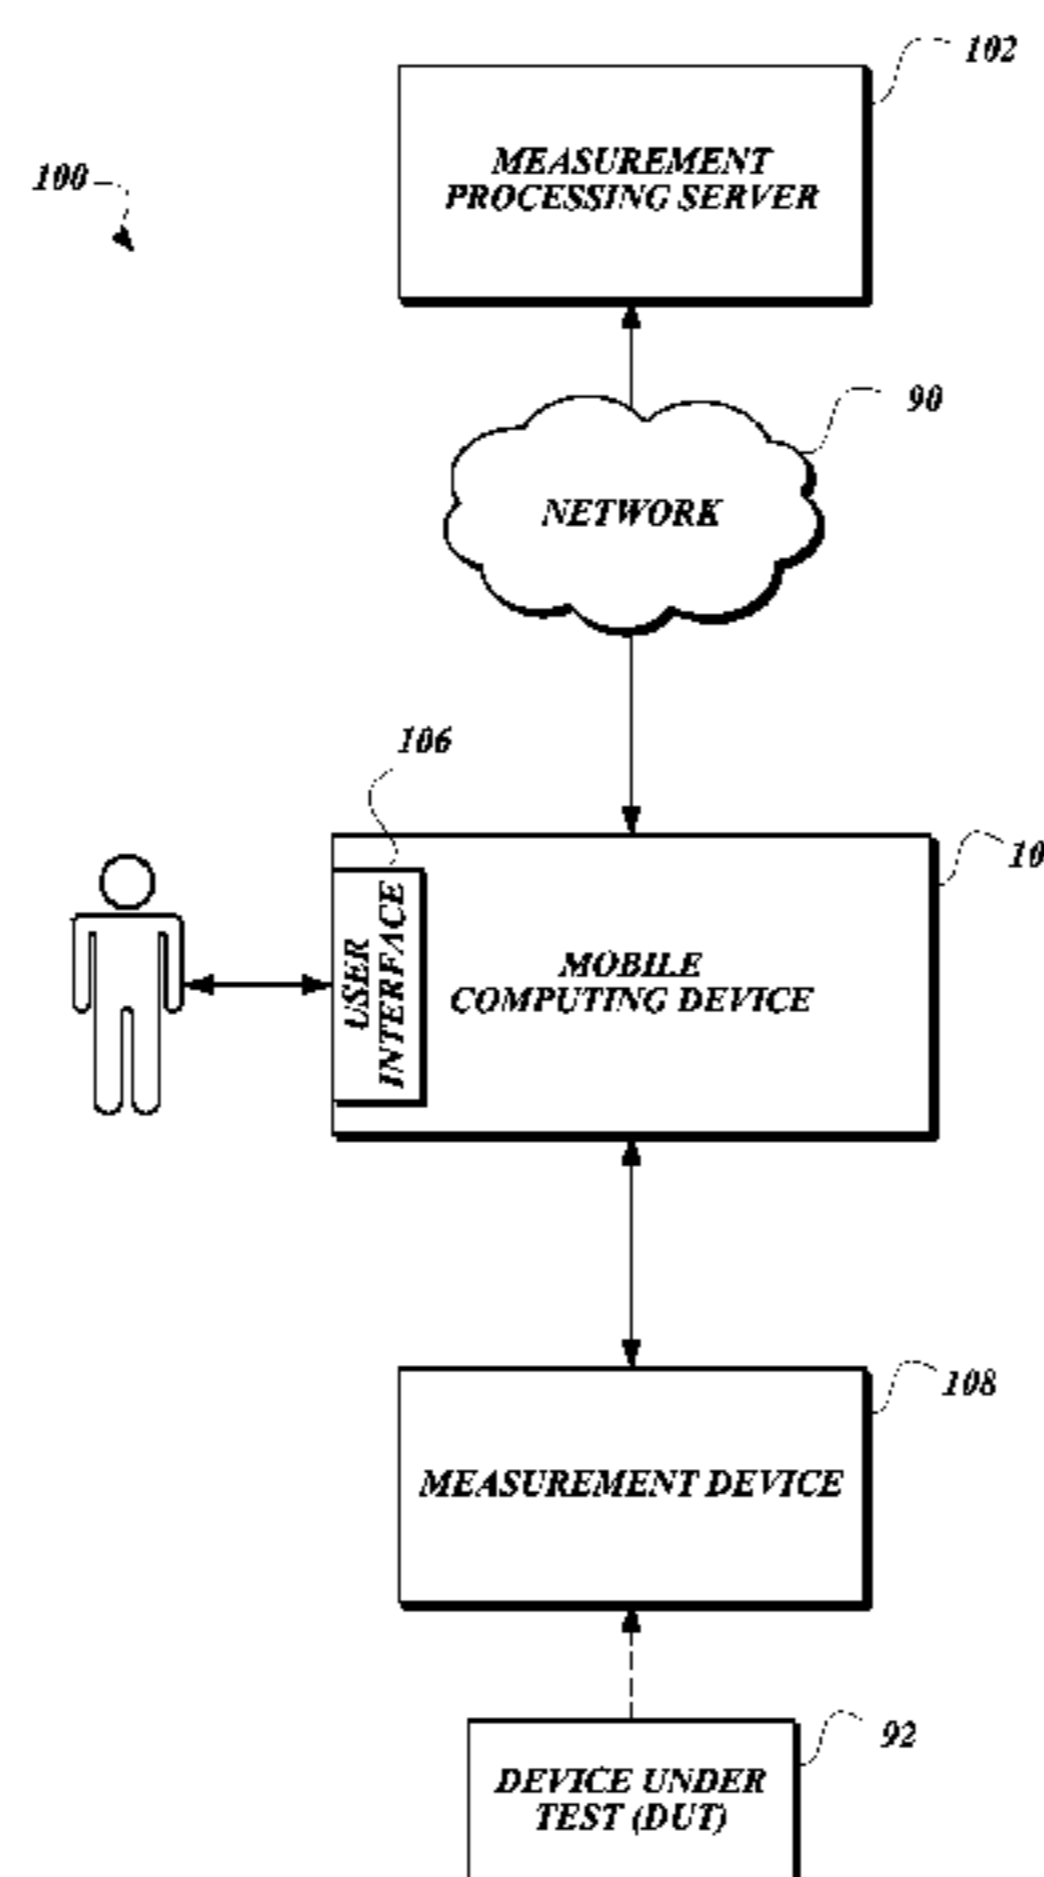 102
100
MEASUREMENT
PROCESSING SERVER
90
NETWORK
106
10
USER
INTERFACE
MOBILE
COMPUTING DEVICE
108
MEASUREMENT DEVICE
92
DEVICE UNDER
TEST (DUT)